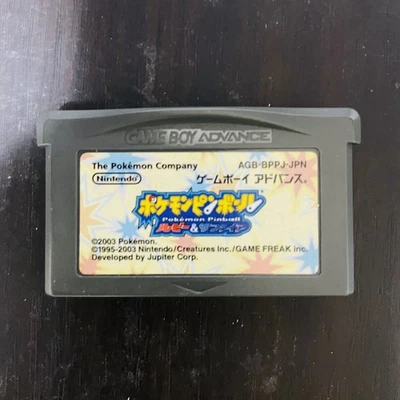 GAME BOY ADVANCE
The Pokémon Company AGB-BPPJ-JPN
Nintendo ゲームボーイ アドバンス®
ポケモンピンボール
Pokémon Pinball
ルビー&サファイア
©2003 Pokémon.
©1995-2003 Nintendo/Creatures Inc./GAME FREAK inc.
Developed by Jupiter Corp.